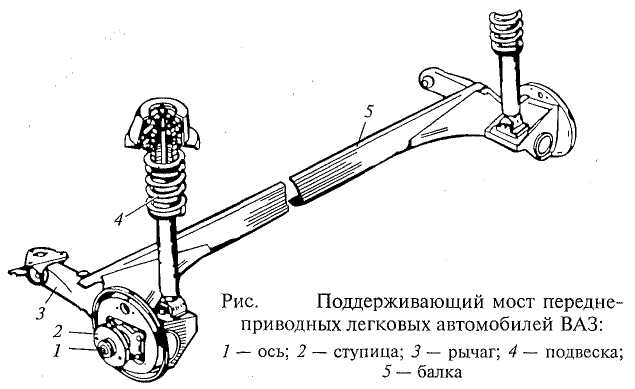 5
4
3
2
1
Рис. Поддерживающий мост передне-
приводных легковых автомобилей ВАЗ:
1 — ось; 2 — ступица; 3 — рычаг; 4 — подвеска;
5 — балка